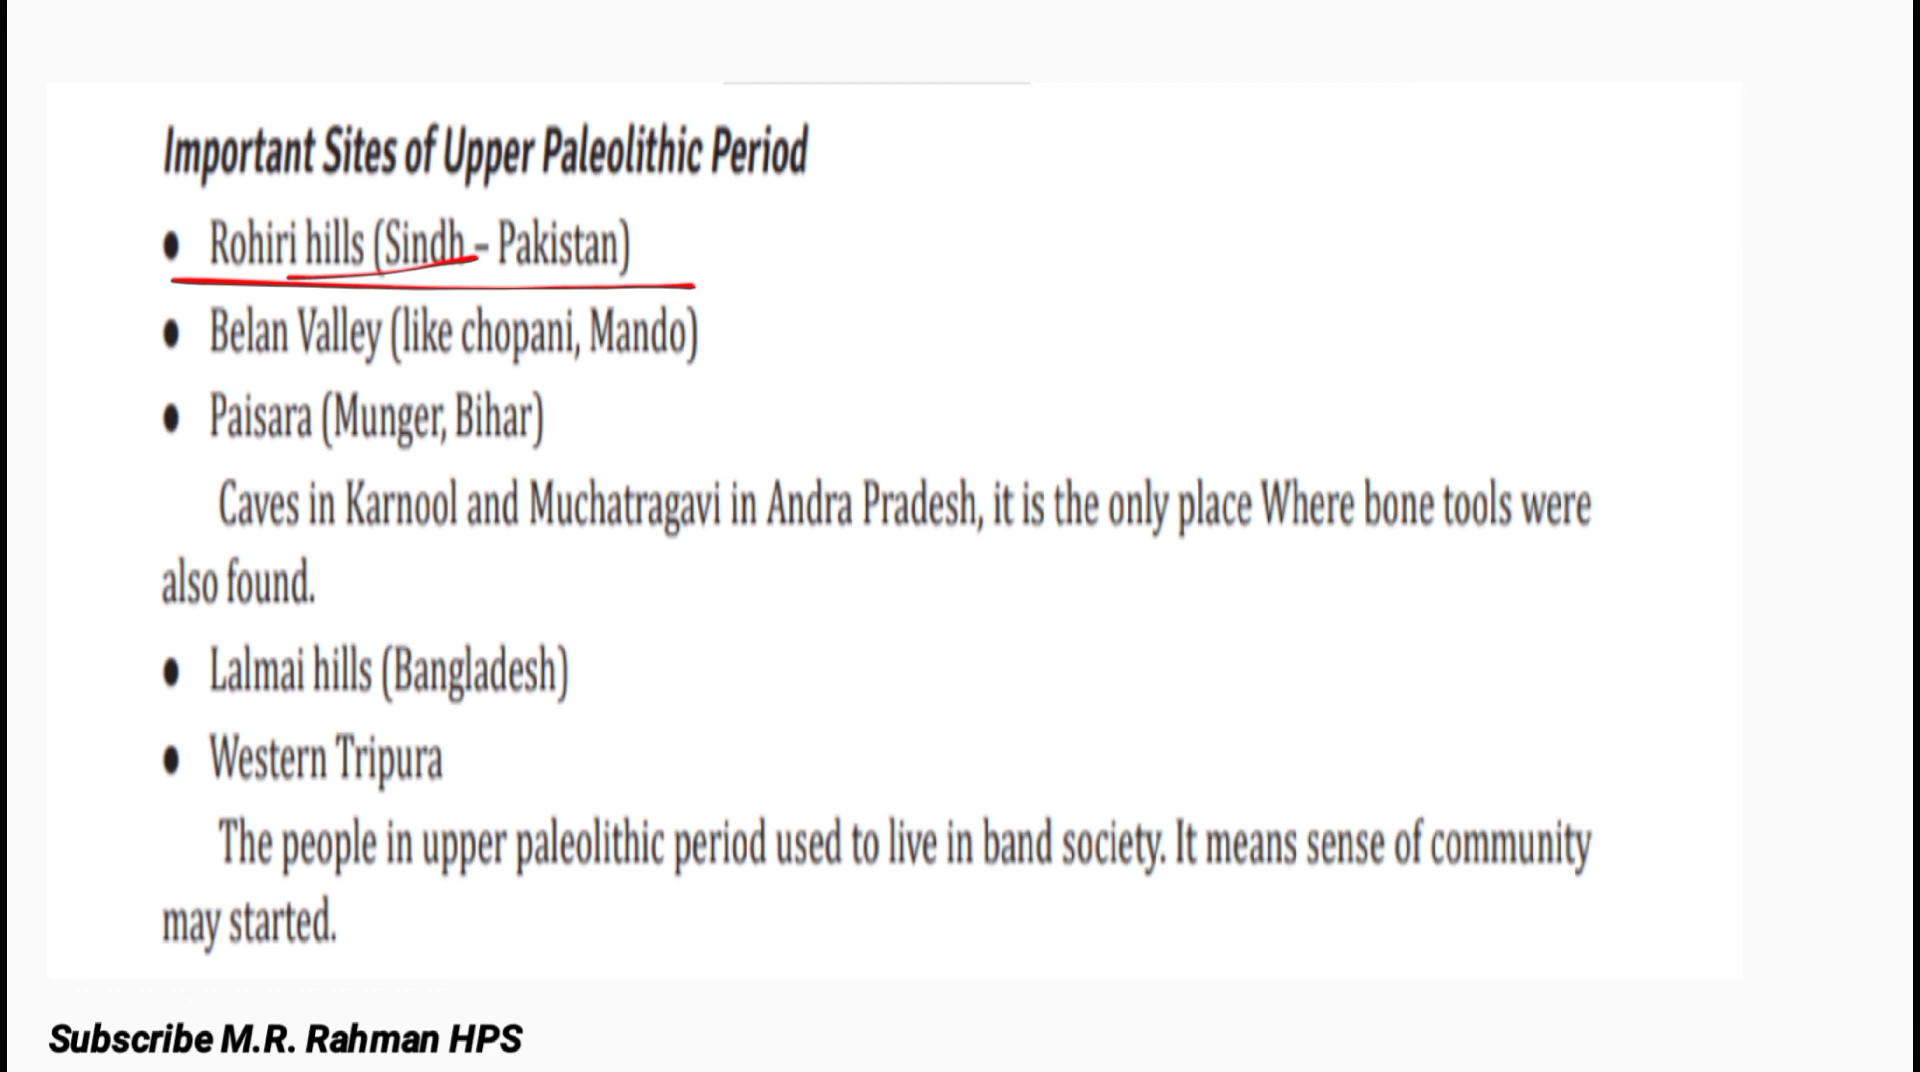 Important Sites of Upper Paleolithic Period
● Rohiri hills (Sindh – Pakistan)
● Belan Valley (like chopani, Mando)
● Paisara (Munger, Bihar)
Caves in Karnool and Muchatragavi in Andra Pradesh, it is the only place Where bone tools were
also found.
● Lalmai hills (Bangladesh)
● Western Tripura
The people in upper paleolithic period used to live in band society. It means sense of community
may started.
Subscribe M.R. Rahman HPS